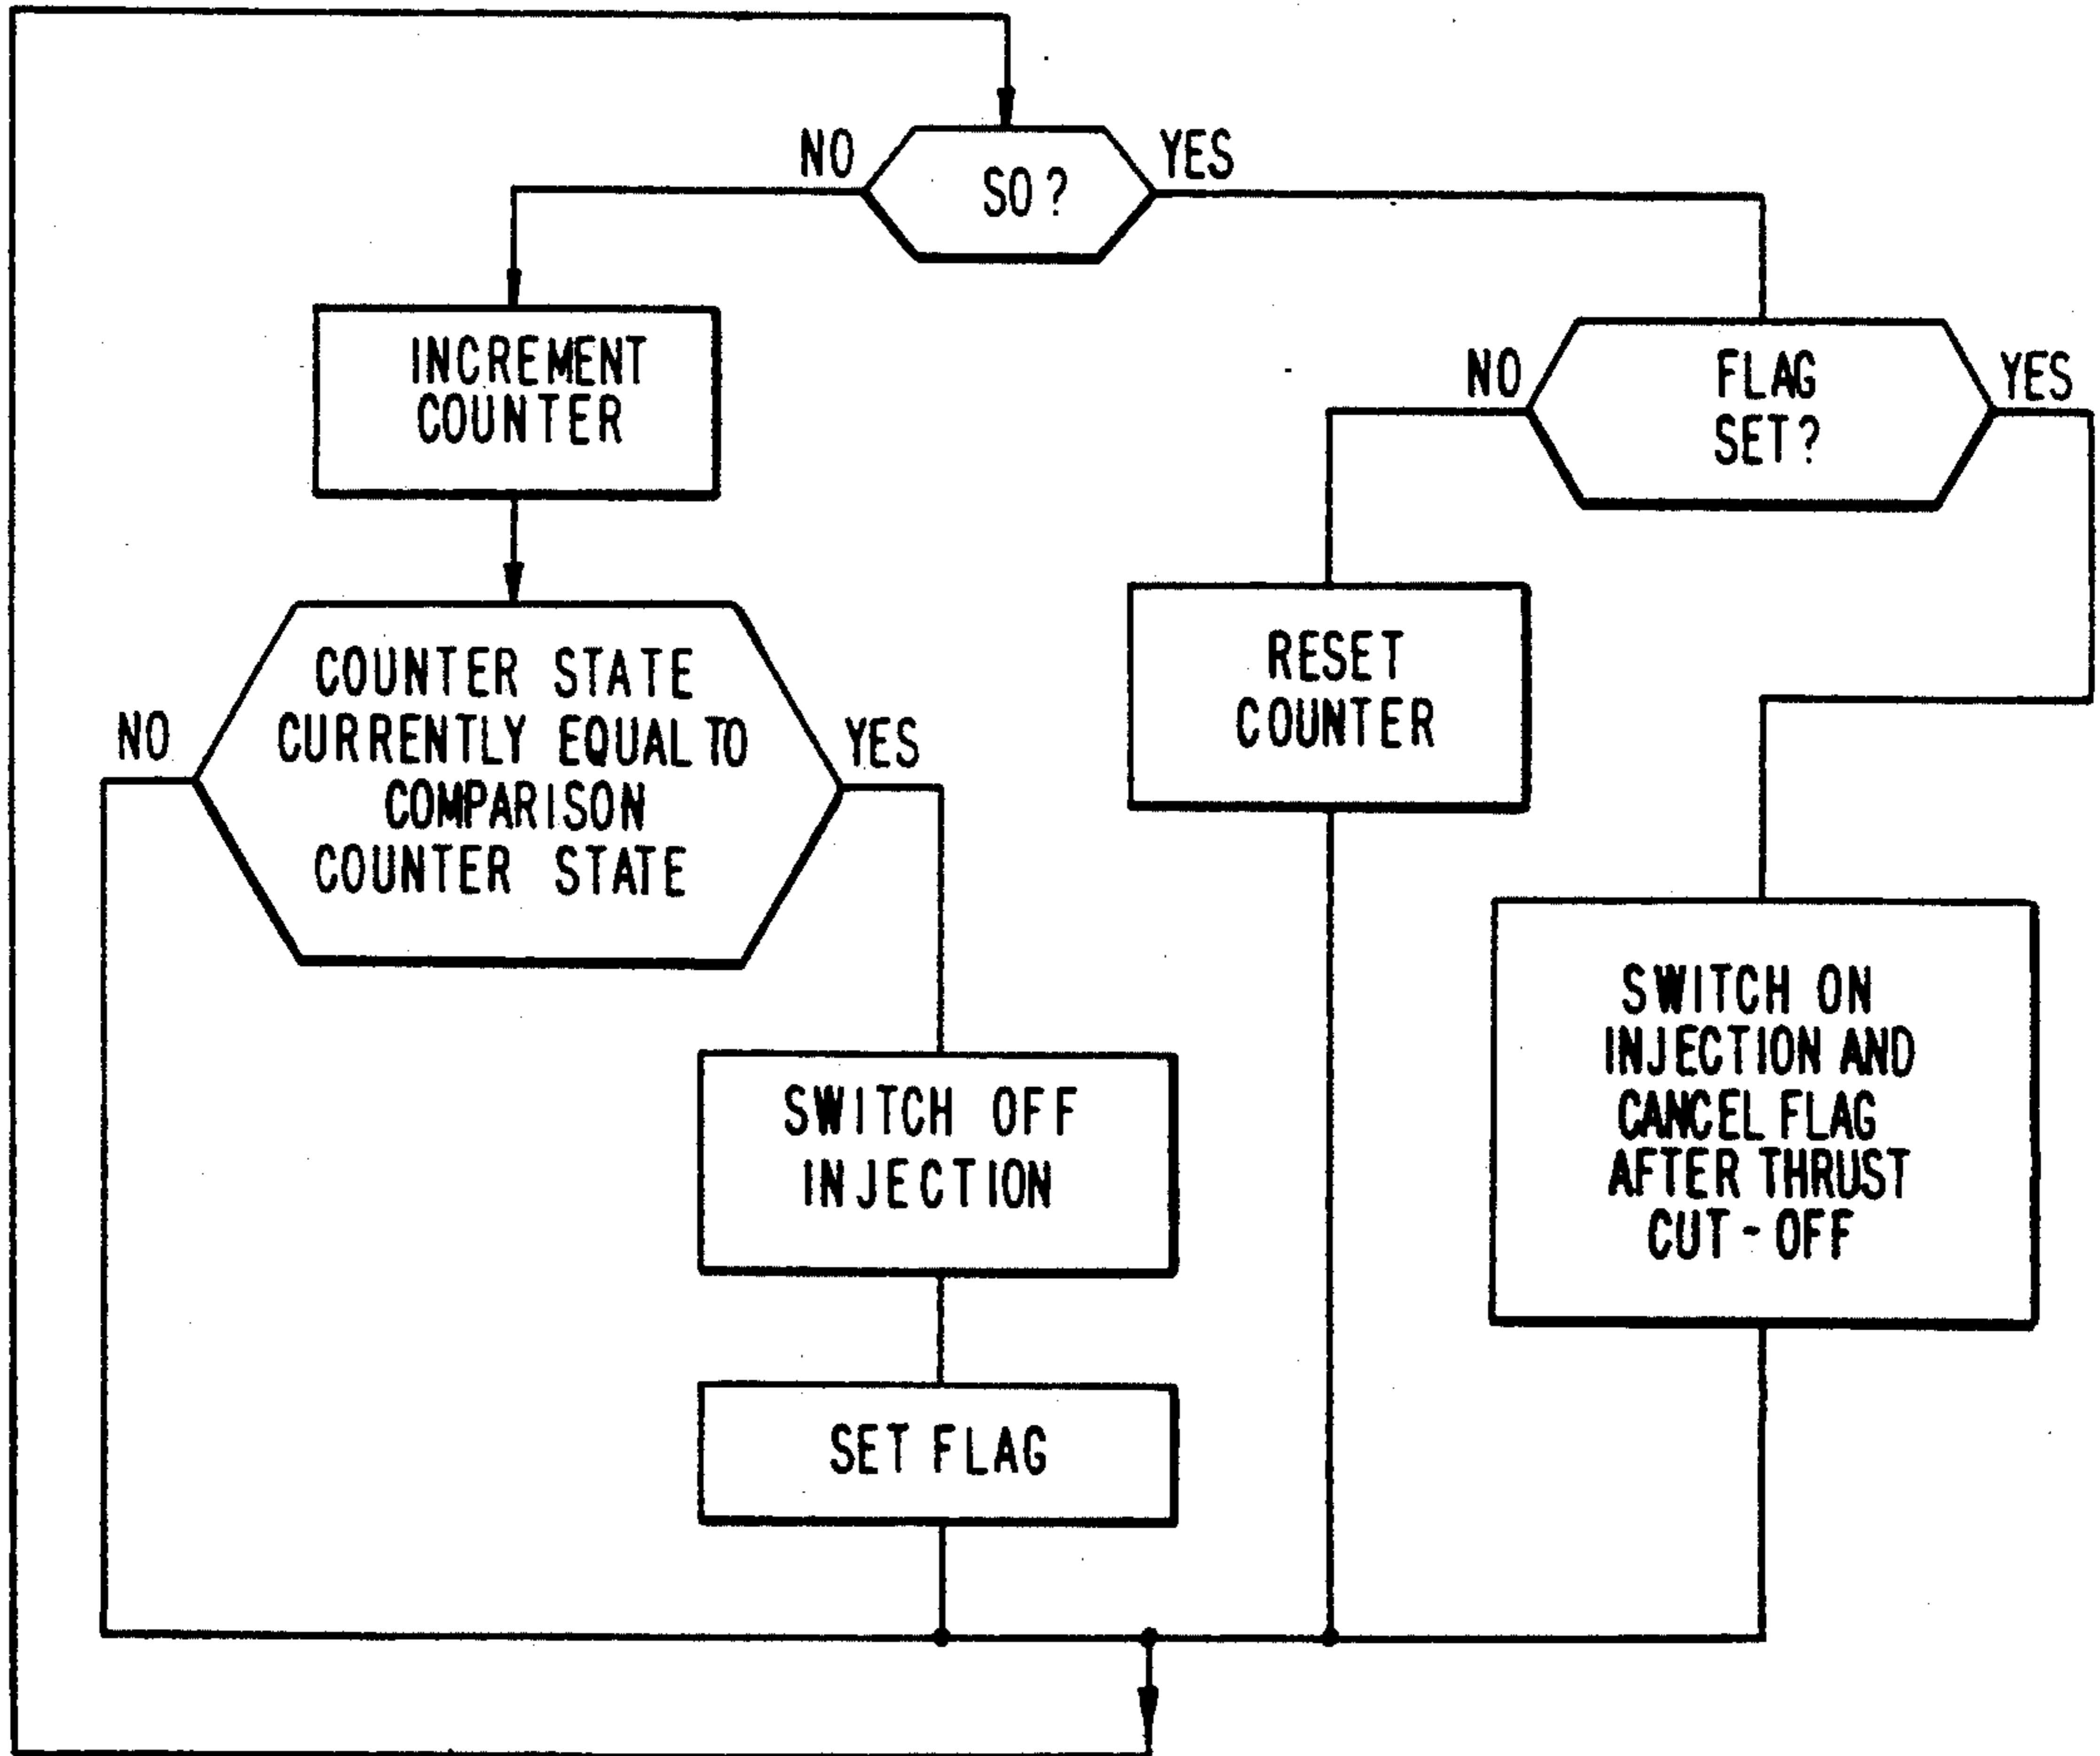 NO
SO?
YES
INCREMENT
COUNTER
NO
FLAG
SET?
YES
COUNTER STATE
CURRENTLY EQUAL TO
COMPARISON
COUNTER STATE
NO
YES
RESET
COUNTER
SWITCH ON
INJECTION AND
CANCEL FLAG
AFTER THRUST
CUT-OFF
SWITCH OFF
INJECTION
SET FLAG